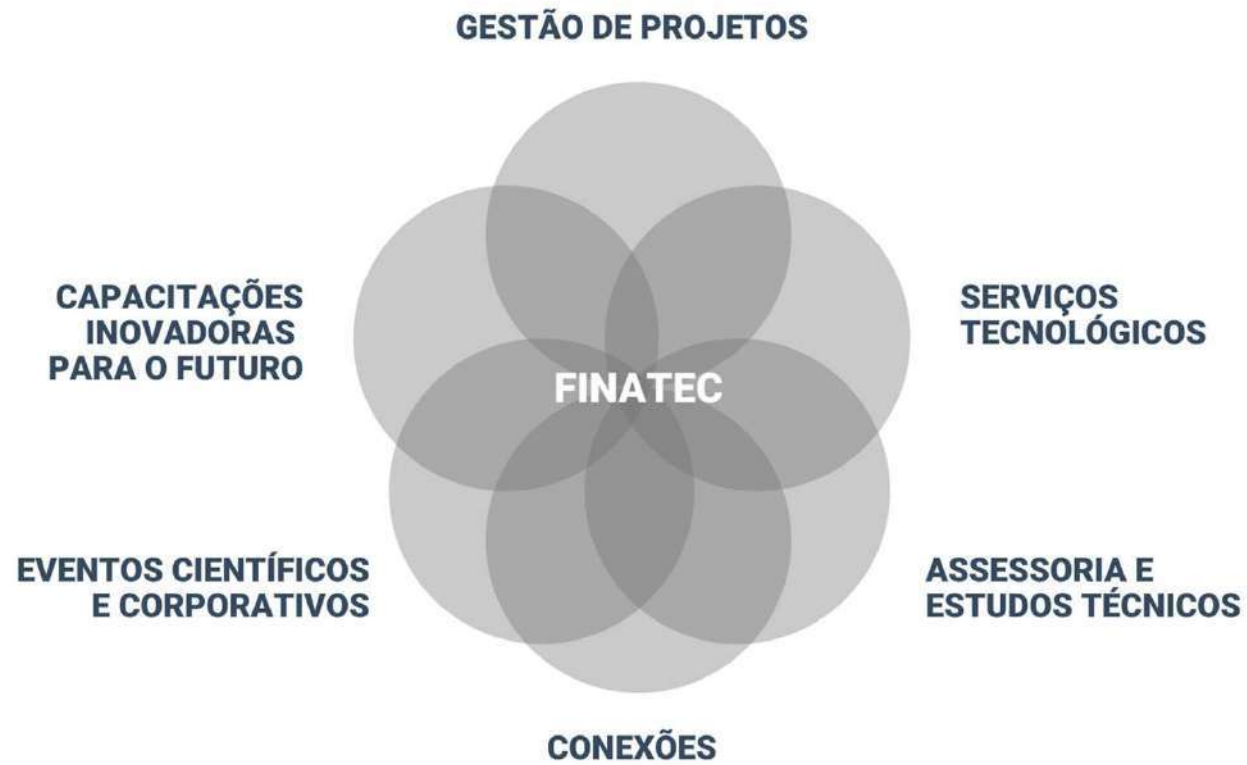 GESTÃO DE PROJETOS
CAPACITAÇÕES
INOVADORAS
PARA O FUTURO
SERVIÇOS
TECNOLÓGICOS
FINATEC
EVENTOS CIENTÍFICOS
E CORPORATIVOS
ASSESSORIA E
ESTUDOS TÉCNICOS
CONEXÕES